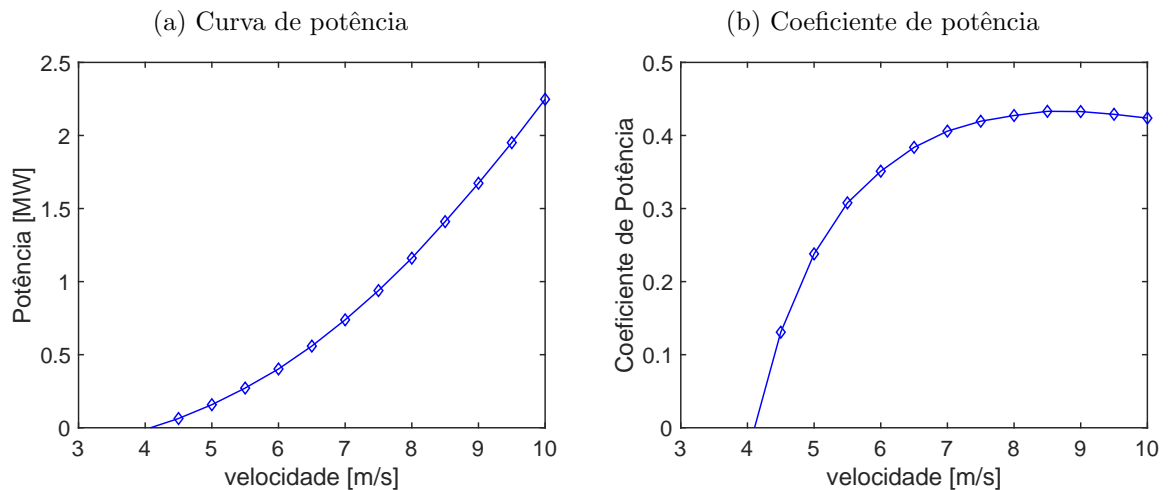 (a) Curva de potência
2.5
2
1.5
1
0.5
0
Potência [MW]
3 4 5 6 7 8 9 10
velocidade [m/s]
(b) Coeficiente de potência
0.5
0.4
0.3
0.2
0.1
0
Coeficiente de Potência
3 4 5 6 7 8 9 10
velocidade [m/s]